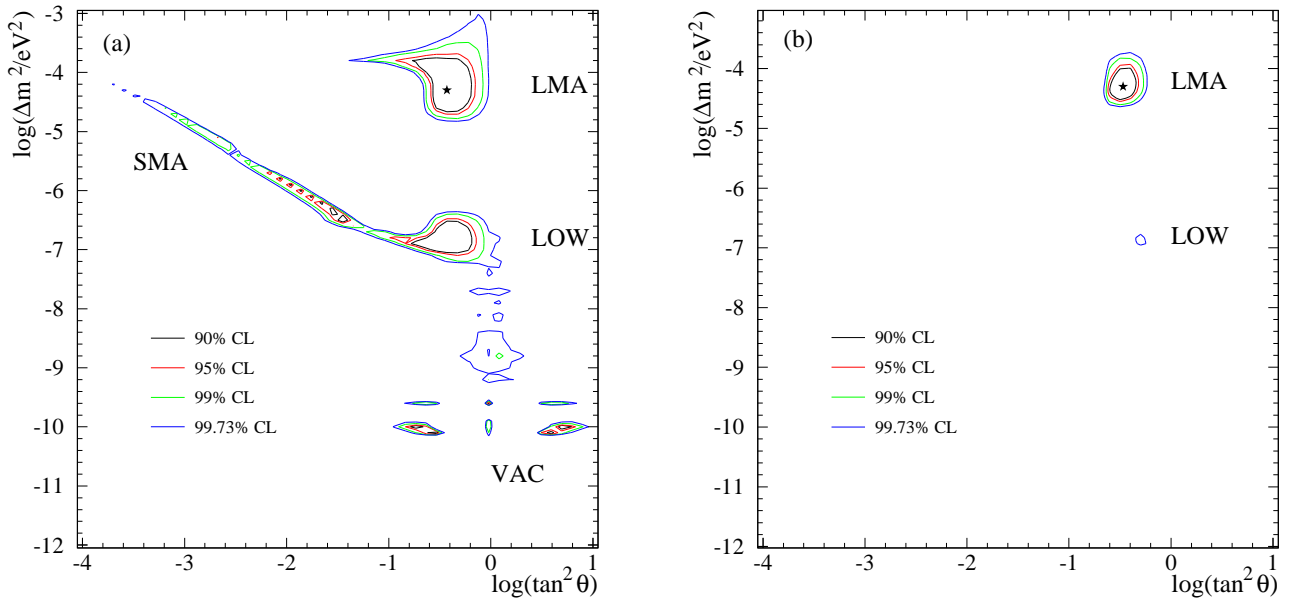 (a)
log(Δm²/eV²)
-3
-4
-5
-6
-7
-8
-9
-10
-11
-12
LMA
SMA
LOW
90% CL
95% CL
99% CL
99.73% CL
VAC
-4 -3 -2 -1 0 1
log(tan² θ)
(b)
log(Δm²/eV²)
-3
-4
-5
-6
-7
-8
-9
-10
-11
-12
LMA
LOW
90% CL
95% CL
99% CL
99.73% CL
-4 -3 -2 -1 0 1
log(tan² θ)